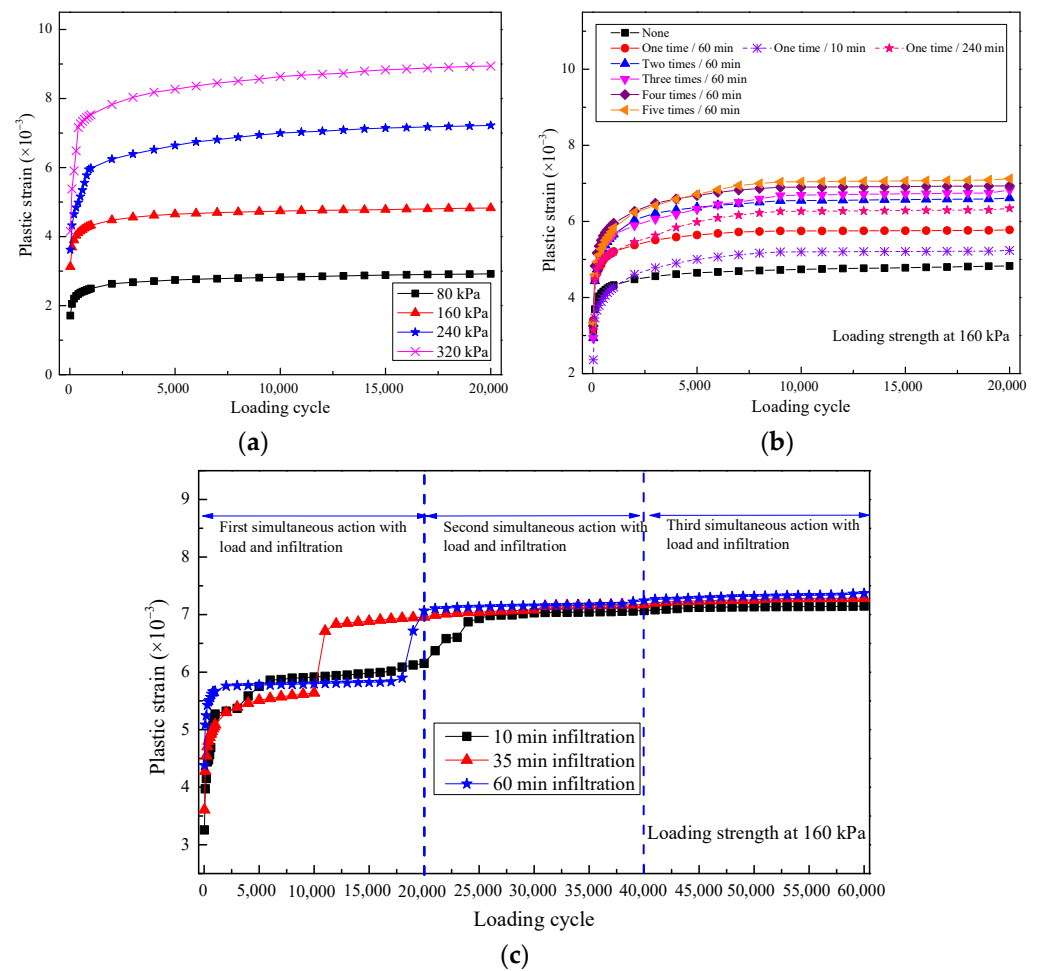 Plastic strain (×10⁻³)
10
8
6
4
2
0
0
5,000
10,000
15,000
20,000
Loading cycle
80 kPa
160 kPa
240 kPa
320 kPa
(a)
Plastic strain (×10⁻³)
10
8
6
4
2
0
5,000
10,000
15,000
20,000
Loading cycle
None
One time / 60 min
One time / 10 min
One time / 240 min
Two times / 60 min
Three times / 60 min
Four times / 60 min
Five times / 60 min
Loading strength at 160 kPa
(b)
Plastic strain (×10⁻³)
9
8
7
6
5
4
3
First simultaneous action with
load and infiltration
Second simultaneous action with
load and infiltration
Third simultaneous action with
load and infiltration
10 min infiltration
35 min infiltration
60 min infiltration
Loading strength at 160 kPa
0
5,000
10,000
15,000
20,000
25,000
30,000
35,000
40,000
45,000
50,000
55,000
60,000
Loading cycle
(c)